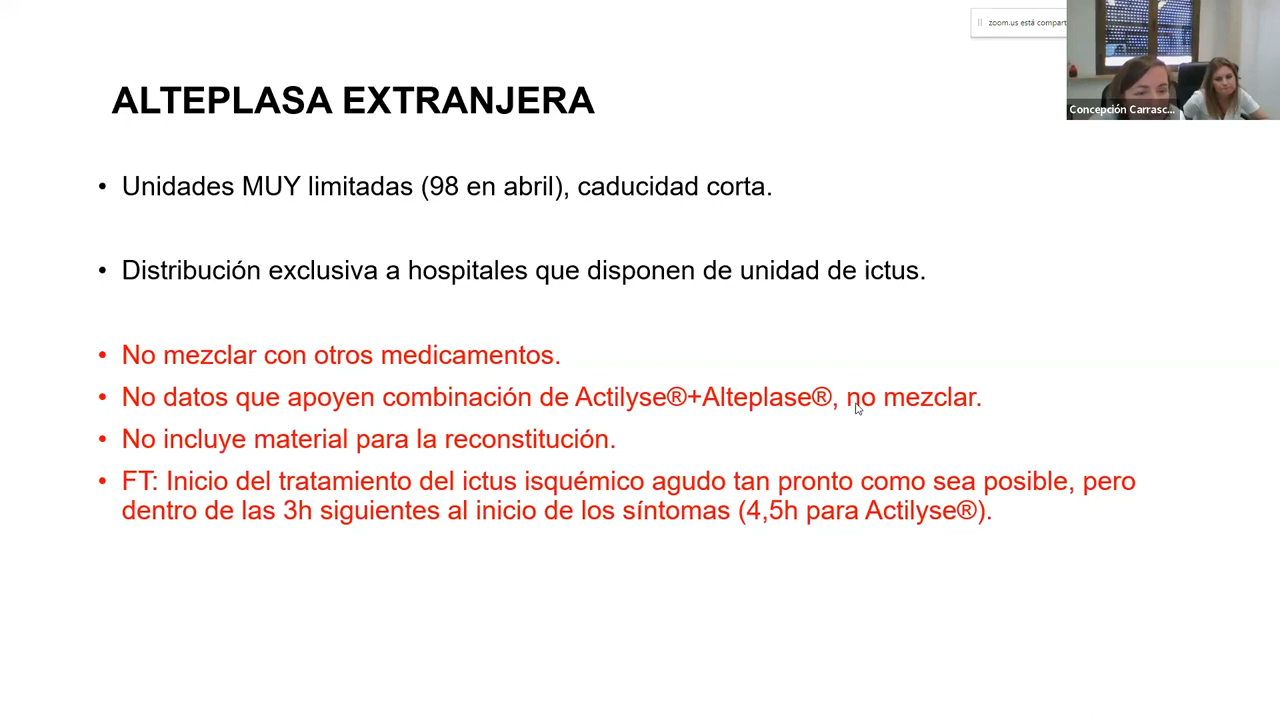 zoom.us está compart
ALTEPLASA EXTRANJERA
Concepción Carrasc...
• Unidades MUY limitadas (98 en abril), caducidad corta.
• Distribución exclusiva a hospitales que disponen de unidad de ictus.
• No mezclar con otros medicamentos.
• No datos que apoyen combinación de Actilyse®+Alteplase®, no mezclar.
• No incluye material para la reconstitución.
• FT: Inicio del tratamiento del ictus isquémico agudo tan pronto como sea posible, pero
dentro de las 3h siguientes al inicio de los síntomas (4,5h para Actilyse®).